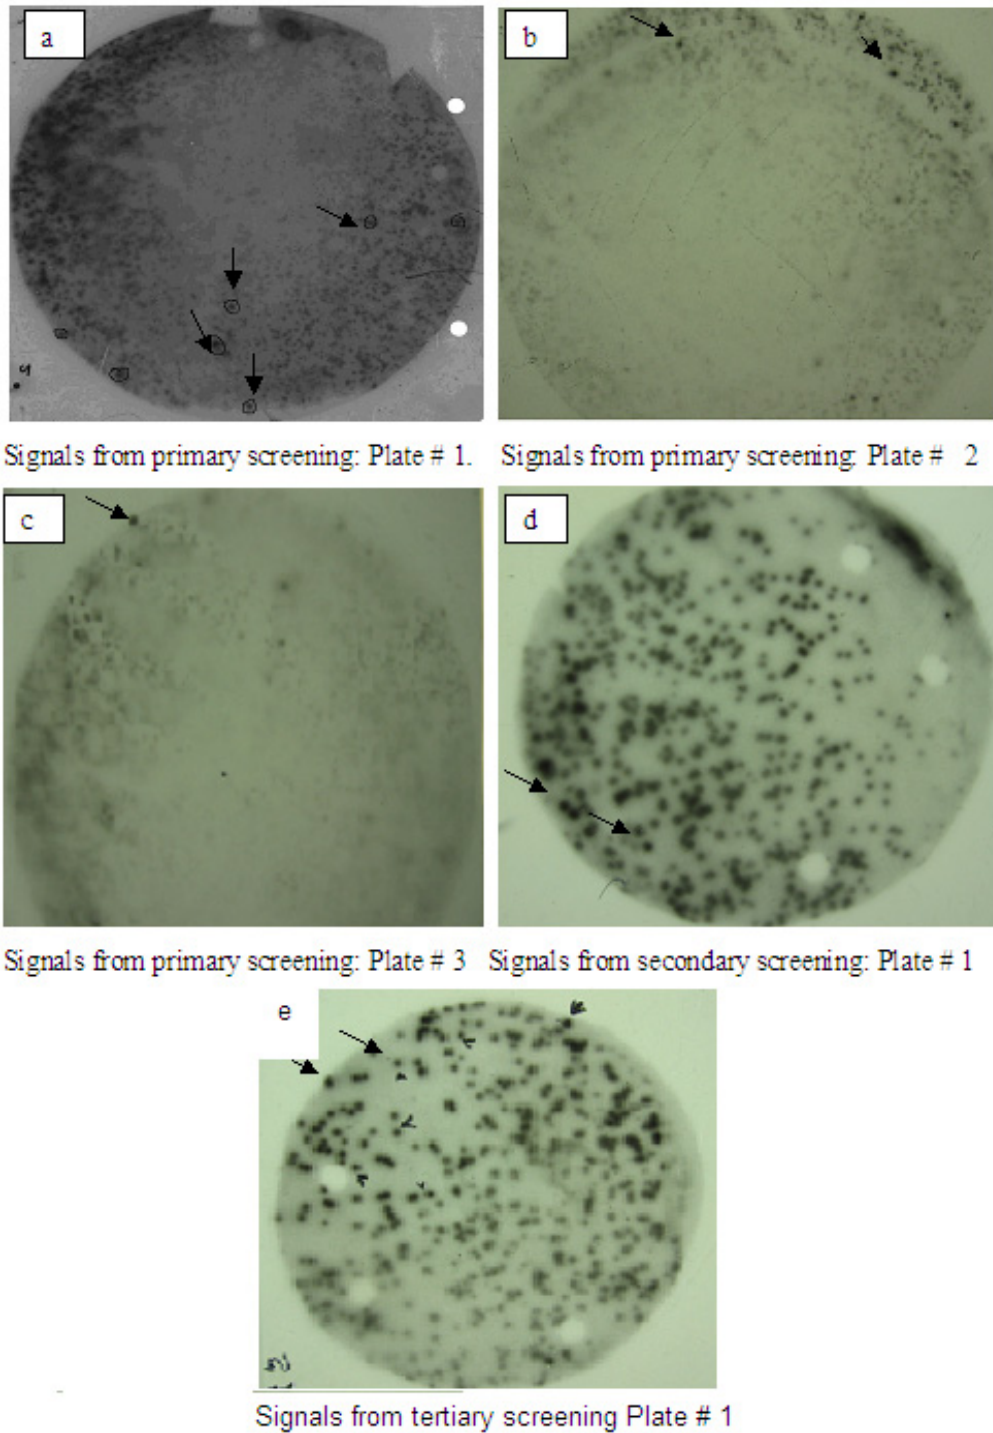 a
b
Signals from primary screening: Plate # 1.
Signals from primary screening: Plate # 2
c
d
Signals from primary screening: Plate # 3
Signals from secondary screening: Plate # 1
e
Signals from tertiary screening Plate # 1